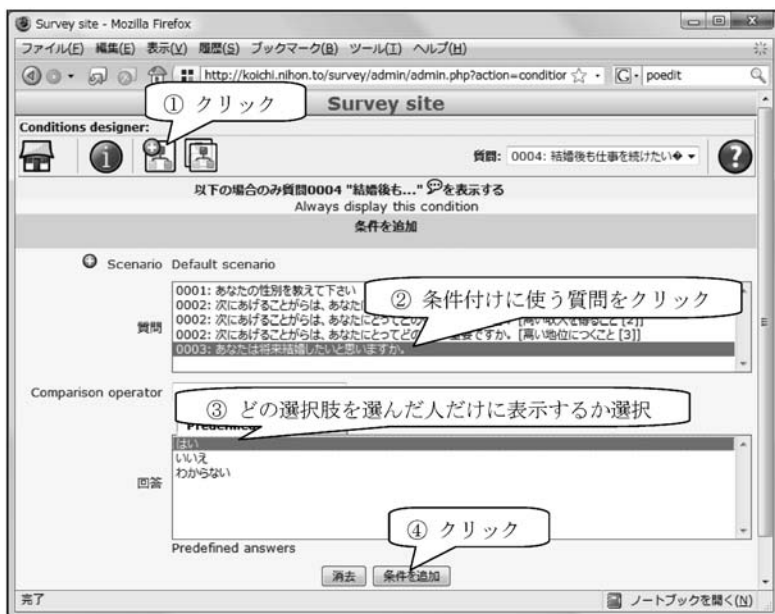 Survey site - Mozilla Firefox
ファイル(F) 編集(E) 表示(V) 履歴(S) ブックマーク(B) ツール(T) ヘルプ(H)
http://koichi.nihon.to/survey/admin/admin.php?action=condition
poedit
① クリック
Survey site
Conditions designer:
質問: 0004: 結婚後も仕事を続けたい�
以下の場合のみ質問0004 "結婚後も..." を表示する
Always display this condition
条件を追加
Scenario Default scenario
0001: あなたの性別を教えて下さい
② 条件付けに使う質問をクリック
0002: 次にあげることがらは、あなたに
0002: 次にあげることがらは、あなたにとってどの [高い収入を得ること [2]]
0002: 次にあげることがらは、あなたにとってどの 重要ですか。[高い地位につくこと [3]]
質問
0003: あなたは将来結婚したいと思いますか。
Comparison operator
③ どの選択肢を選んだ人だけに表示するか選択
Predefined
はい
いいえ
わからない
回答
④ クリック
Predefined answers
消去 条件を追加
完了 ノートブックを開く(N)